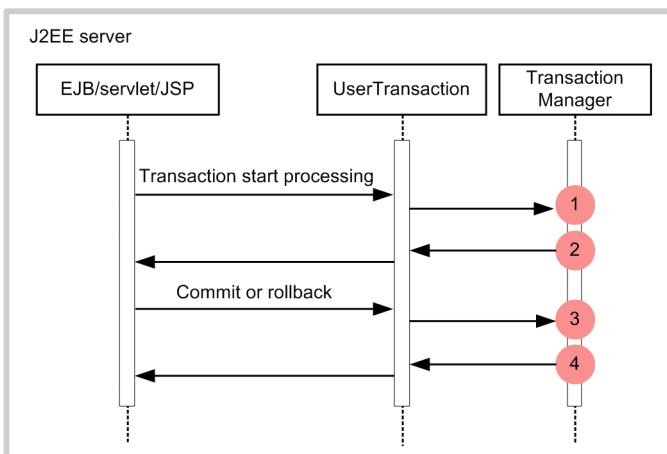 J2EE server
EJB/servlet/JSP
UserTransaction
Transaction
Manager
Transaction start processing
1
2
Commit or rollback
3
4